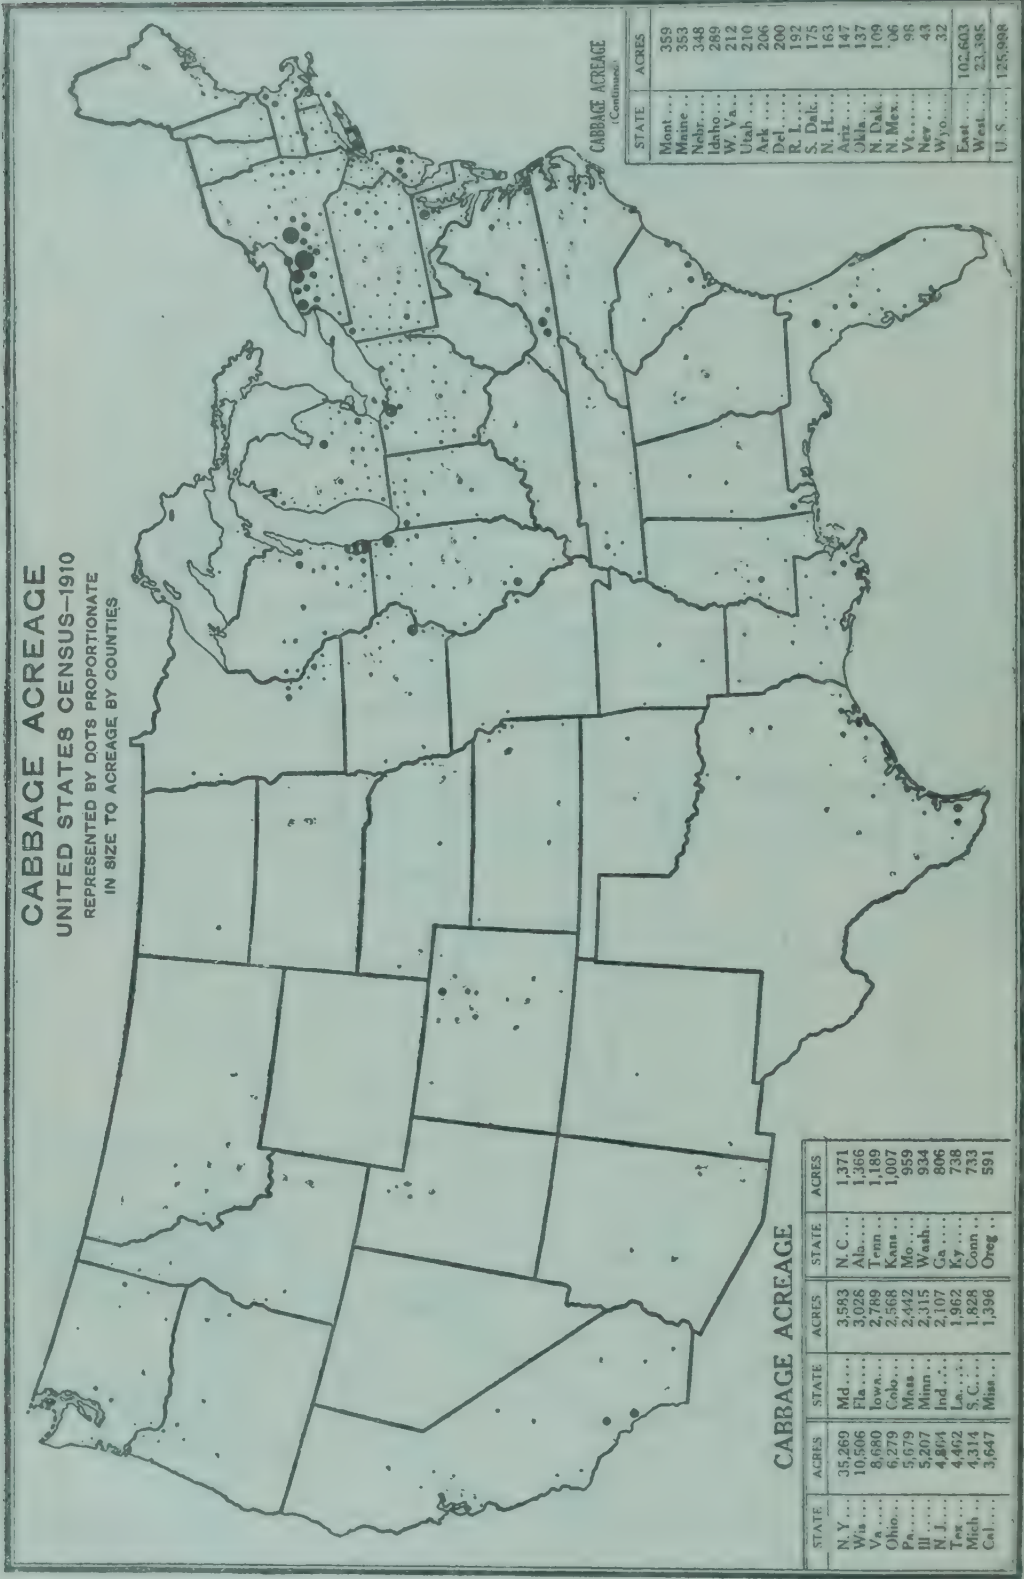 CABBAGE ACREAGE
UNITED STATES CENSUS—1910
REPRESENTED BY DOTS PROPORTIONATE
IN SIZE TO ACREAGE BY COUNTIES
CABBAGE ACREAGE
STATE ACRES STATE ACRES STATE ACRES
N. Y... 35,269 Md.... 3,583 N. C... 1,371
Wis.... 10,506 Fla.... 3,028 Ala.... 1,366
Va.... 8,680 Iowa... 2,789 Tenn.. 1,189
Ohio... 6,279 Colo... 2,568 Kans.. 1,007
Pa..... 5,679 Mass.. 2,442 Mo.... 959
Ill.... 5,207 Minn.. 2,315 Wash.. 934
N. J... 4,864 Ind.... 2,107 Ga.... 806
Tex... 4,462 La..... 1,962 Ky.... 738
Mich... 4,314 S. C.... 1,828 Conn.. 733
Cal.... 3,647 Miss... 1,396 Oreg.. 591
CABBAGE ACREAGE
(Continued)
STATE ACRES
Mont... 359
Maine.. 353
Nebr.... 348
Idaho... 289
W. Va.. 212
Utah... 210
Ark.... 206
Del.... 200
R. I.... 192
S. Dak.. 175
N. H.... 163
Ariz.... 147
Okla.... 137
N. Dak. 109
N. Mex. 06
Vt...... 98
Nev.... 43
Wyo.... 32
East... 102,603
West.. 23,395
U. S.... 125,998